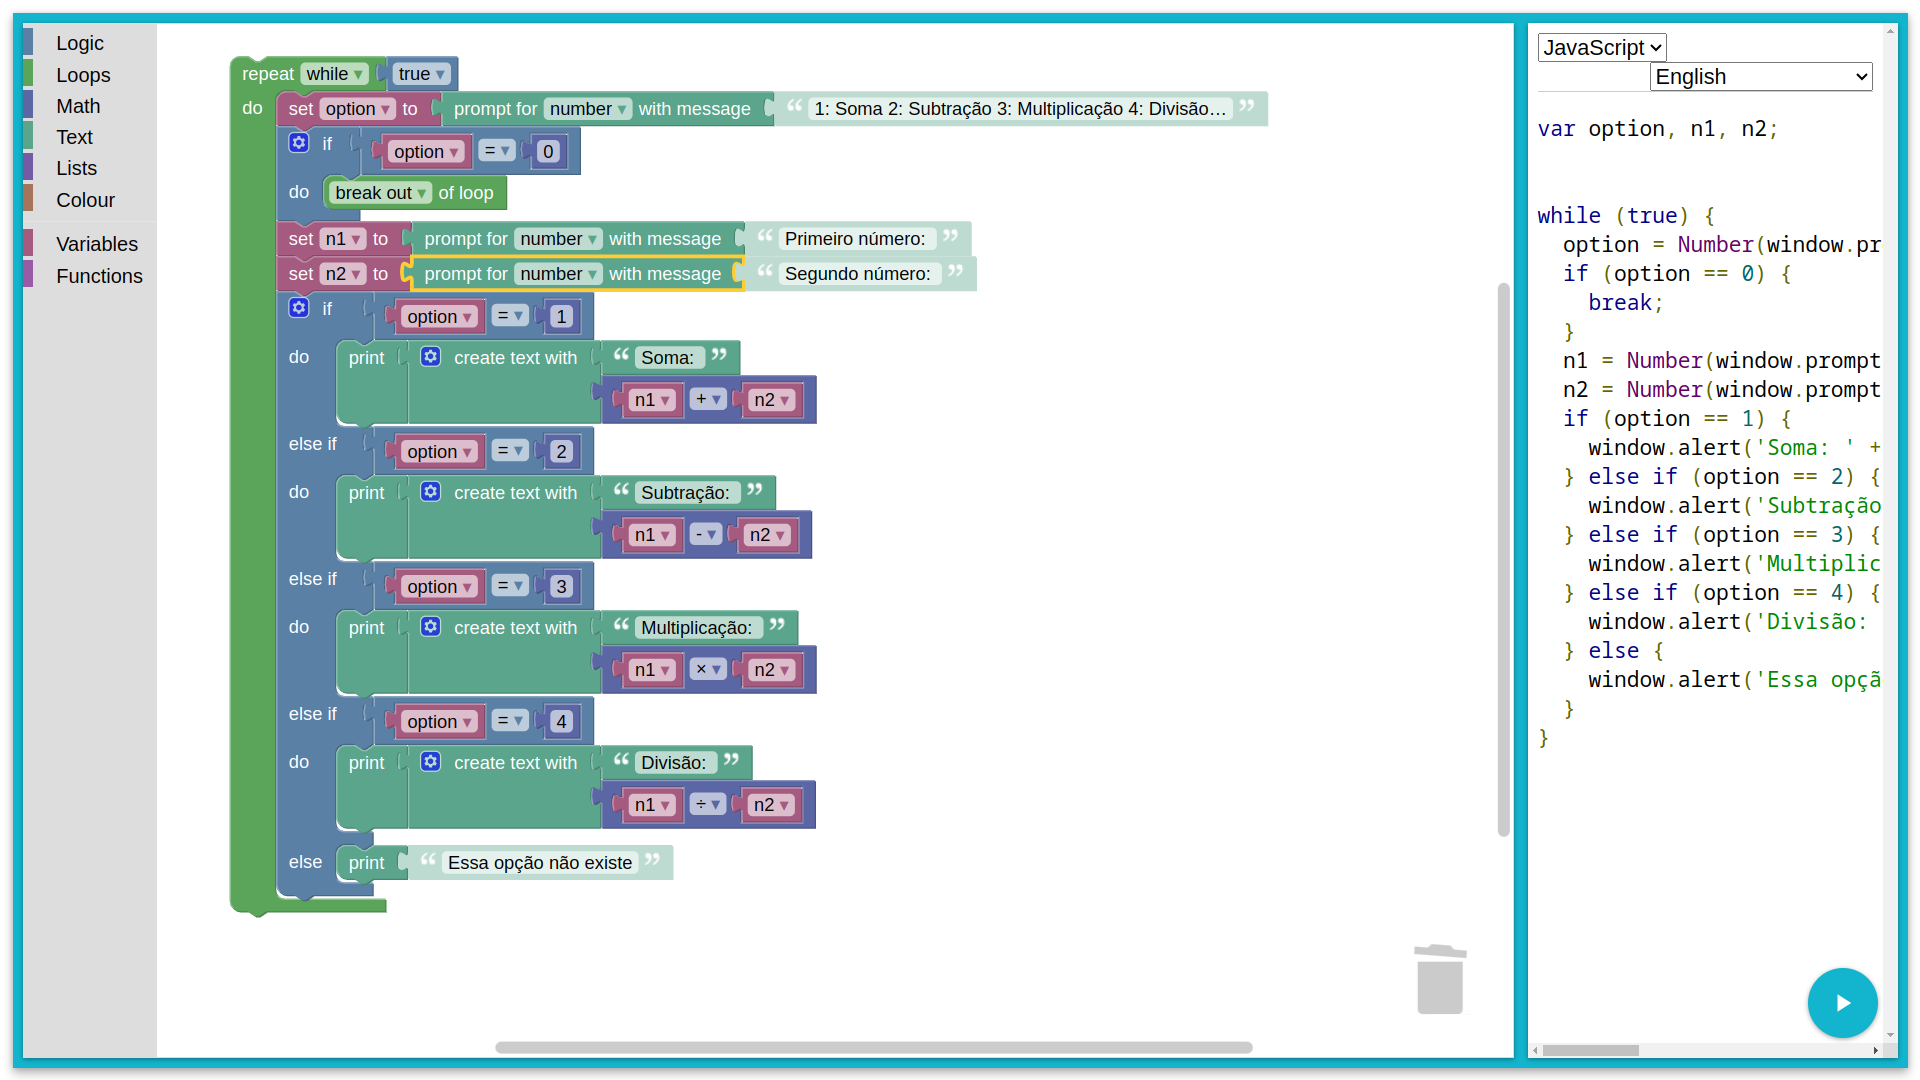 Logic
Loops
Math
Text
Lists
Colour
Variables
Functions
repeat while ▾ true ▾
do set option ▾ to prompt for number ▾ with message “ 1: Soma 2: Subtração 3: Multiplicação 4: Divisão… ”
if option ▾ = ▾ 0
do break out ▾ of loop
set n1 ▾ to prompt for number ▾ with message “ Primeiro número: ”
set n2 ▾ to prompt for number ▾ with message “ Segundo número: ”
if option ▾ = ▾ 1
do print create text with “ Soma: ”
n1 ▾ + ▾ n2 ▾
else if option ▾ = ▾ 2
do print create text with “ Subtração: ”
n1 ▾ - ▾ n2 ▾
else if option ▾ = ▾ 3
do print create text with “ Multiplicação: ”
n1 ▾ × ▾ n2 ▾
else if option ▾ = ▾ 4
do print create text with “ Divisão: ”
n1 ▾ ÷ ▾ n2 ▾
else print “ Essa opção não existe ”
JavaScript
English
var option, n1, n2;
while (true) {
option = Number(window.pr
if (option == 0) {
break;
}
n1 = Number(window.prompt
n2 = Number(window.prompt
if (option == 1) {
window.alert('Soma: ' +
} else if (option == 2) {
window.alert('Subtração
} else if (option == 3) {
window.alert('Multiplic
} else if (option == 4) {
window.alert('Divisão:
} else {
window.alert('Essa opçã
}
}